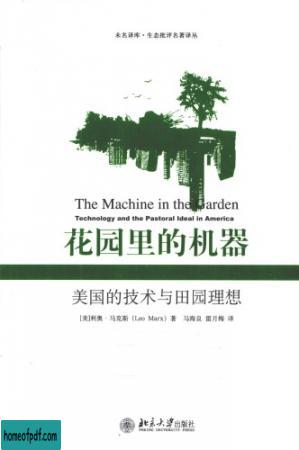 未名译库·生态批评名著译丛
The Machine in the Garden
Technology and the Pastoral Ideal in America
花园里的机器
美国的技术与田园理想
[美]利奥·马克斯(Leo Marx) 著 马海良 雷月梅 译
北京大学出版社
homeofpdf.com